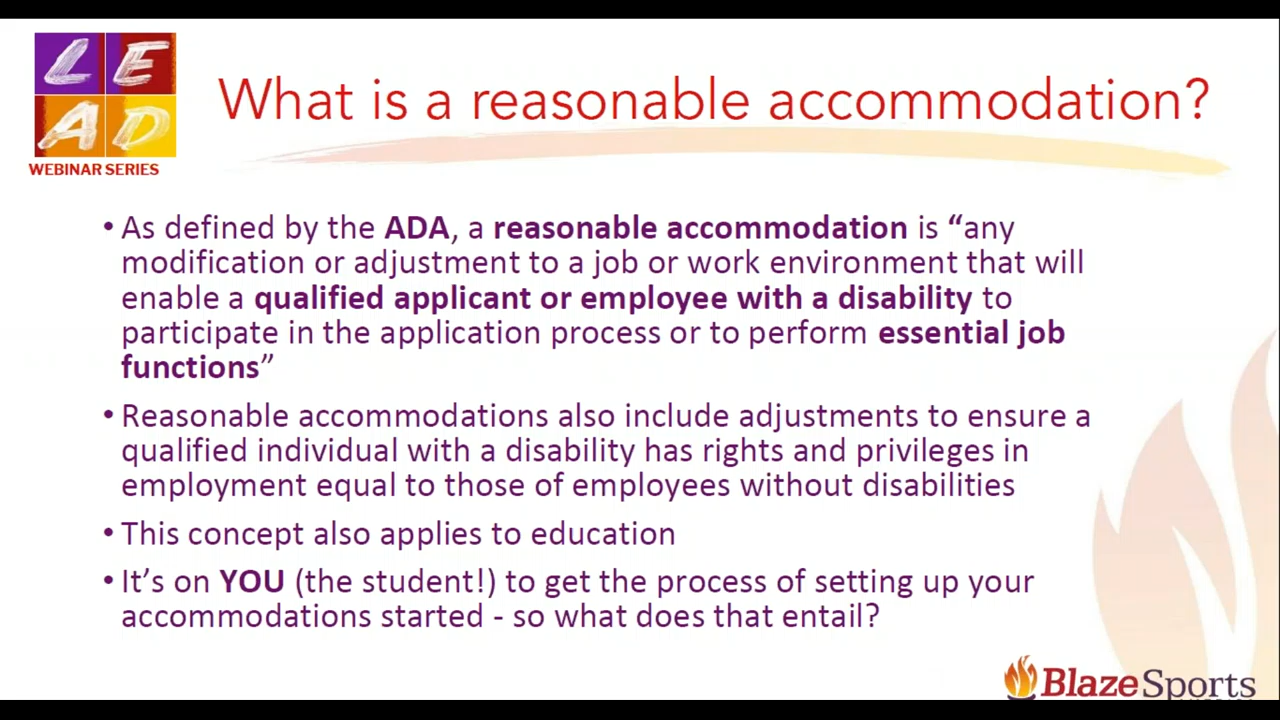 LE
AD
WEBINAR SERIES
What is a reasonable accommodation?
• As defined by the ADA, a reasonable accommodation is “any
modification or adjustment to a job or work environment that will
enable a qualified applicant or employee with a disability to
participate in the application process or to perform essential job
functions”
• Reasonable accommodations also include adjustments to ensure a
qualified individual with a disability has rights and privileges in
employment equal to those of employees without disabilities
• This concept also applies to education
• It’s on YOU (the student!) to get the process of setting up your
accommodations started - so what does that entail?
BlazeSports